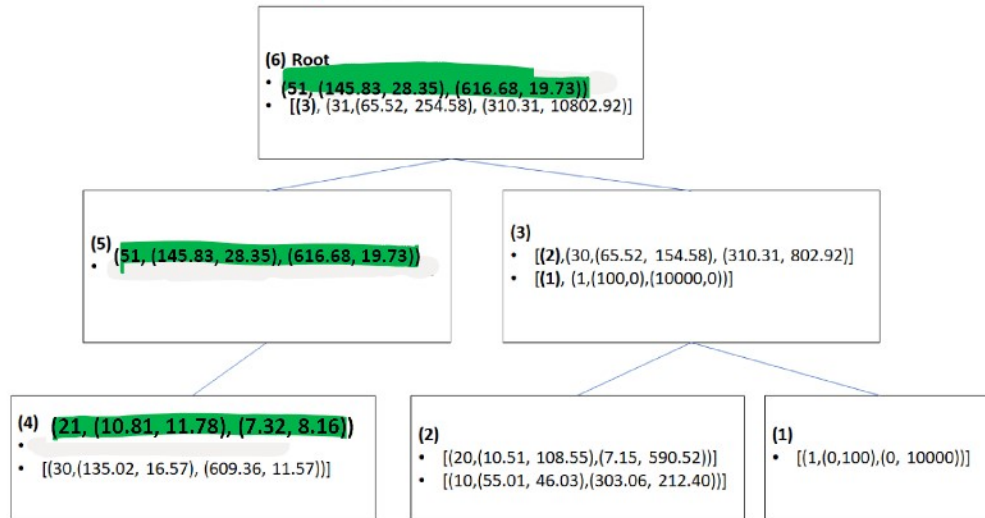 (6) Root
• (51, (145.83, 28.35), (616.68, 19.73))
• [(3), (31,(65.52, 254.58), (310.31, 10802.92)]
(5)
• (51, (145.83, 28.35), (616.68, 19.73))
(3)
• [(2),(30,(65.52, 154.58), (310.31, 802.92)]
• [(1), (1,(100,0),(10000,0))]
(4) (21, (10.81, 11.78), (7.32, 8.16))
•
• [(30,(135.02, 16.57), (609.36, 11.57))]
(2)
• [(20,(10.51, 108.55),(7.15, 590.52))]
• [(10,(55.01, 46.03),(303.06, 212.40))]
(1)
• [(1,(0,100),(0, 10000))]